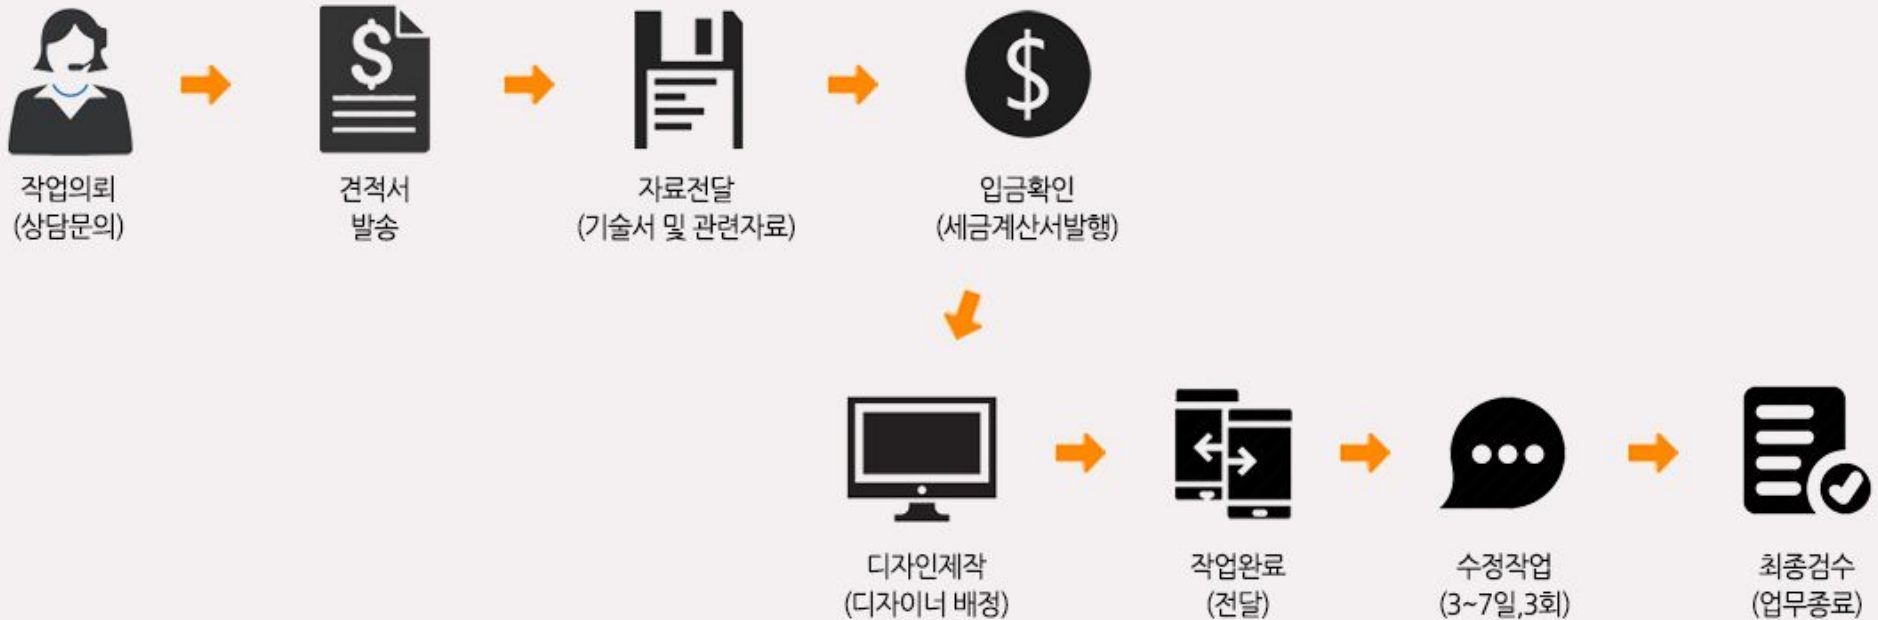 작업의뢰
(상담문의)
견적서
발송
자료전달
(기술서 및 관련자료)
입금확인
(세금계산서발행)
디자인제작
(디자이너 배정)
작업완료
(전달)
수정작업
(3~7일,3회)
최종검수
(업무종료)